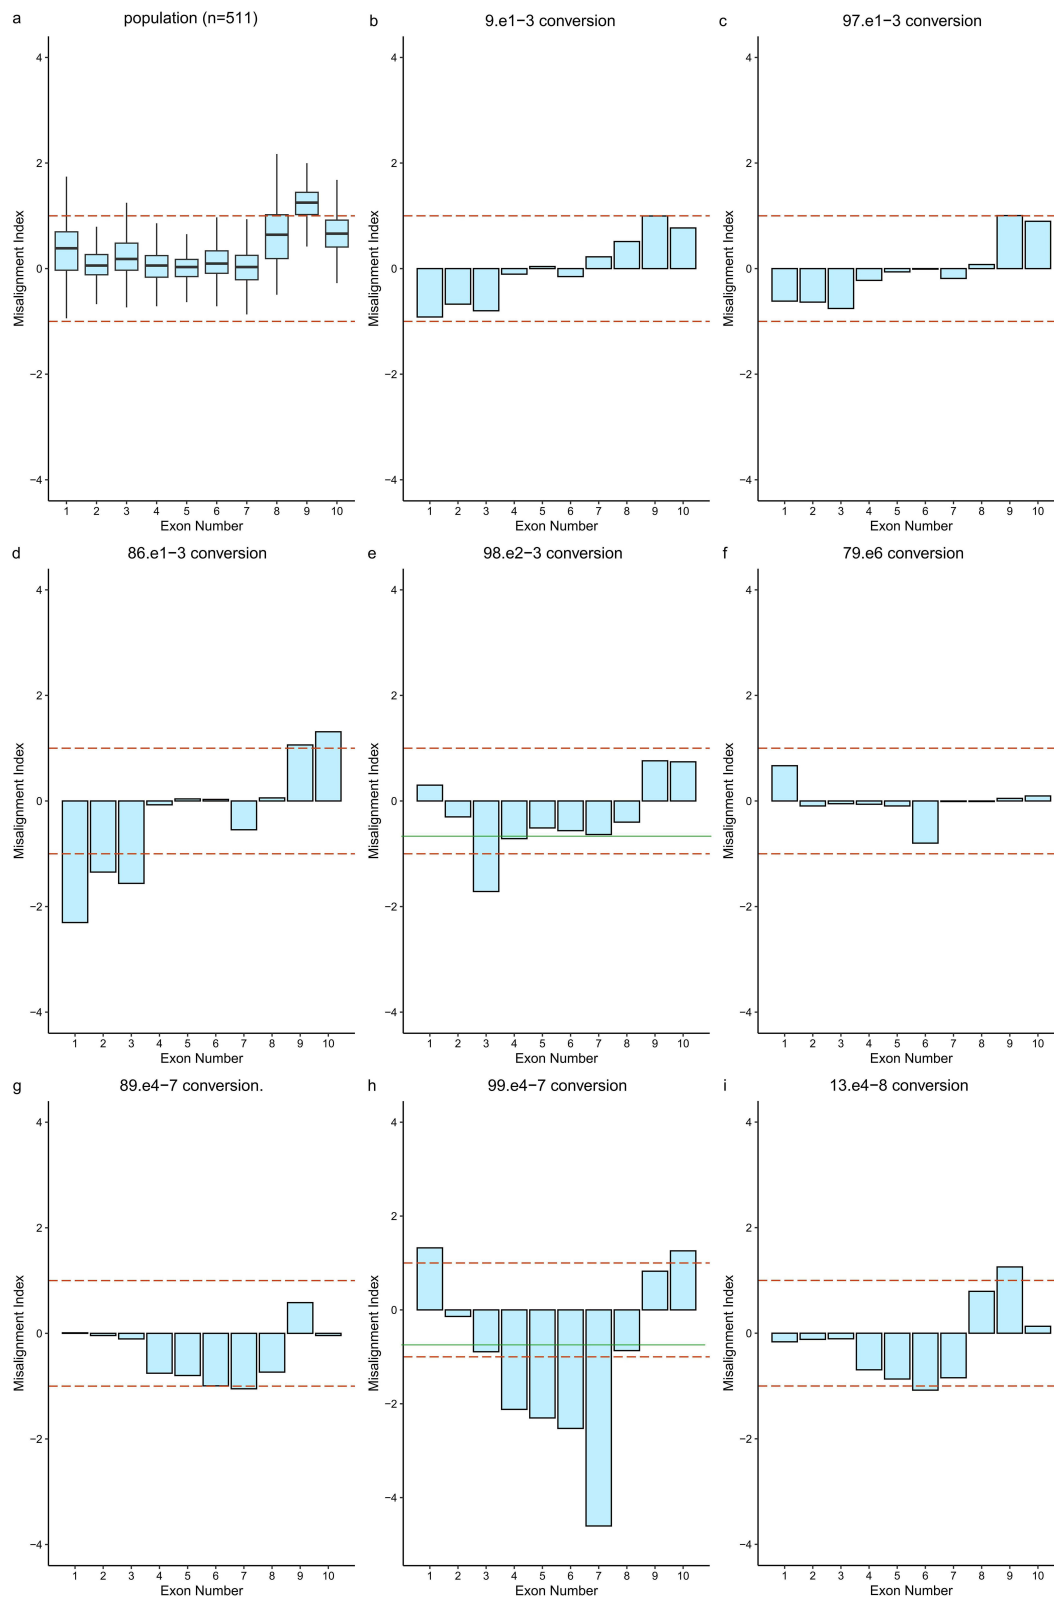 a
population (n=511)
b
9.e1−3 conversion
c
97.e1−3 conversion
4
2
0
−2
−4
Misalignment Index
1 2 3 4 5 6 7 8 9 10
Exon Number
4
2
0
−2
−4
Misalignment Index
1 2 3 4 5 6 7 8 9 10
Exon Number
4
2
0
−2
−4
Misalignment Index
1 2 3 4 5 6 7 8 9 10
Exon Number
d
86.e1−3 conversion
e
98.e2−3 conversion
f
79.e6 conversion
4
2
0
−2
−4
Misalignment Index
1 2 3 4 5 6 7 8 9 10
Exon Number
4
2
0
−2
−4
Misalignment Index
1 2 3 4 5 6 7 8 9 10
Exon Number
4
2
0
−2
−4
Misalignment Index
1 2 3 4 5 6 7 8 9 10
Exon Number
g
89.e4−7 conversion.
h
99.e4−7 conversion
i
13.e4−8 conversion
4
2
0
−2
−4
Misalignment Index
1 2 3 4 5 6 7 8 9 10
Exon Number
4
2
0
−2
−4
Misalignment Index
1 2 3 4 5 6 7 8 9 10
Exon Number
4
2
0
−2
−4
Misalignment Index
1 2 3 4 5 6 7 8 9 10
Exon Number